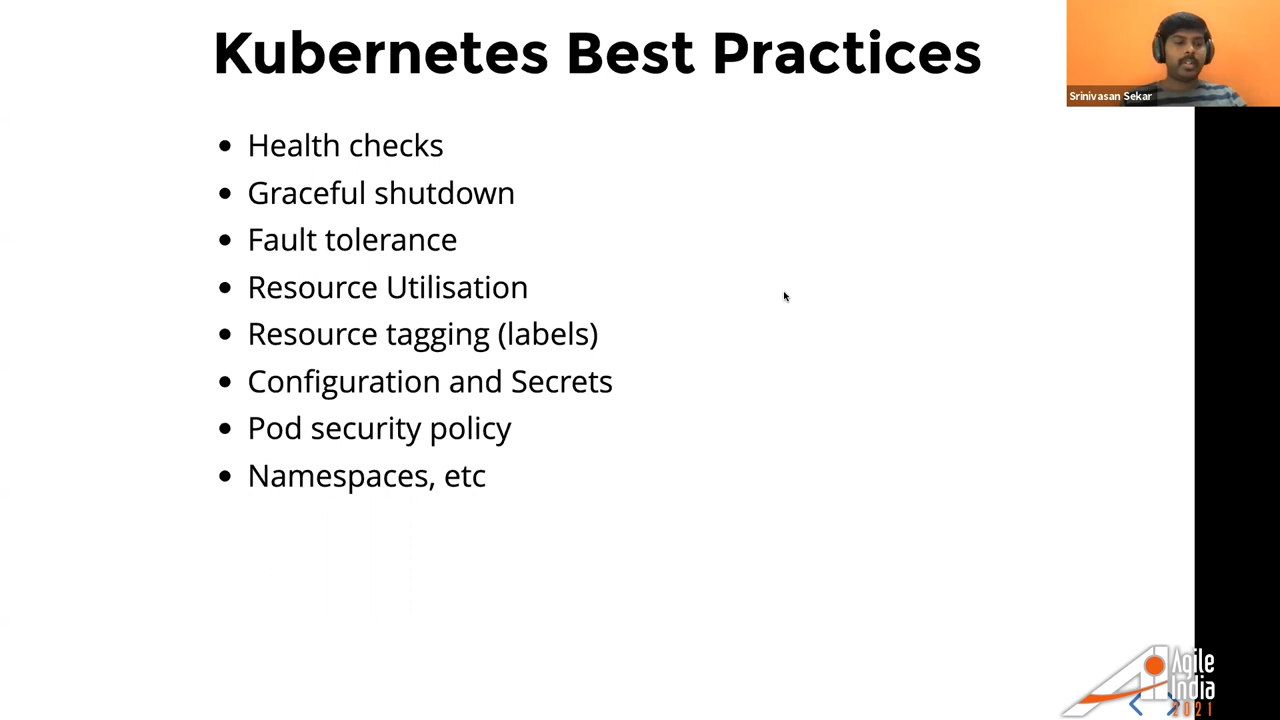 Kubernetes Best Practices
Srinivasan Sekar
Health checks
Graceful shutdown
Fault tolerance
Resource Utilisation
Resource tagging (labels)
Configuration and Secrets
Pod security policy
Namespaces, etc
Agile
India
2021